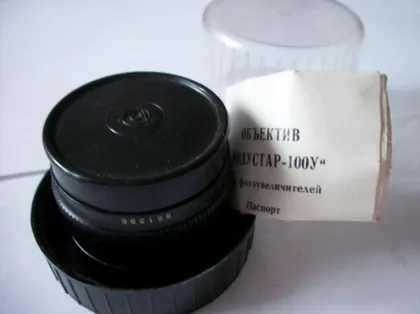 ОБЪЕКТИВ
ДУСТАР-100У"
фотоувеличителей
Паспорт